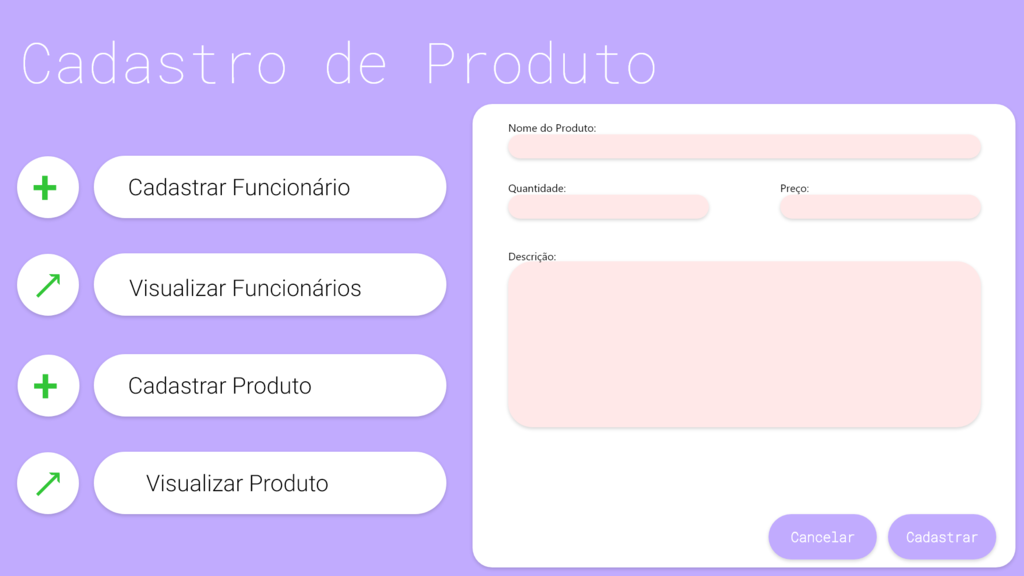 Cadastro de Produto
Cadastrar Funcionário
Visualizar Funcionários
Cadastrar Produto
Visualizar Produto
Nome do Produto:
Quantidade:
Preço:
Descrição:
Cancelar
Cadastrar